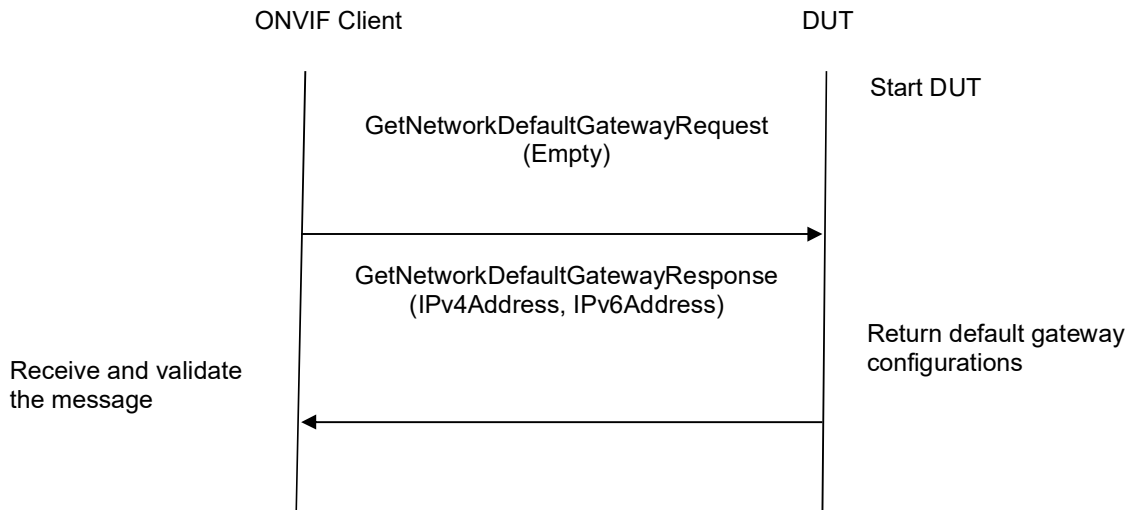 ONVIF Client
DUT
Start DUT
GetNetworkDefaultGatewayRequest
(Empty)
GetNetworkDefaultGatewayResponse
(IPv4Address, IPv6Address)
Return default gateway
configurations
Receive and validate
the message